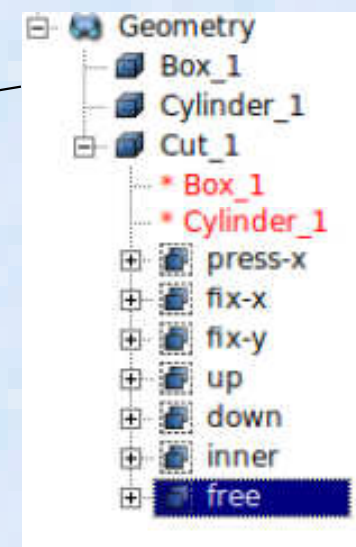 Geometry
Box_1
Cylinder_1
Cut_1
* Box_1
* Cylinder_1
press-x
fix-x
fix-y
up
down
inner
free